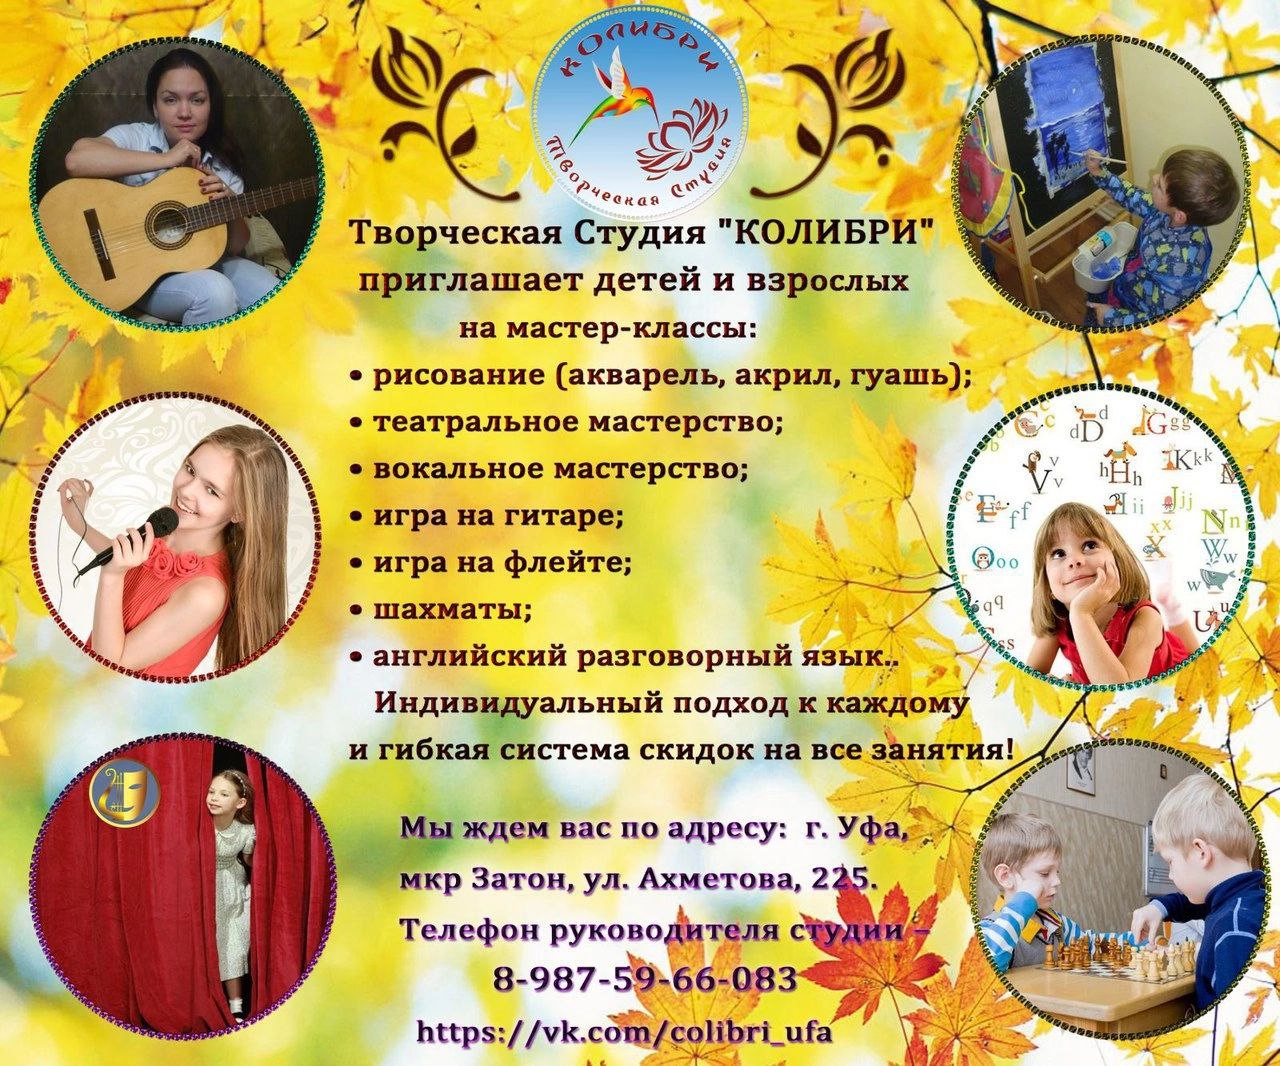 КОЛИБРИ
Творческая Студия
Творческая Студия "КОЛИБРИ"
приглашает детей и взрослых
на мастер-классы:
• рисование (акварель, акрил, гуашь);
• театральное мастерство;
• вокальное мастерство;
• игра на гитаре;
• игра на флейте;
• шахматы;
• английский разговорный язык..
Индивидуальный подход к каждому
и гибкая система скидок на все занятия!
Мы ждем вас по адресу: г. Уфа,
мкр Затон, ул. Ахметова, 225.
Телефон руководителя студии –
8-987-59-66-083
https://vk.com/colibri_ufa
c d d D G g g
V v v h H h K k k
F f f I i i J j j
O o o x x X N n
q q W w w
ss U u